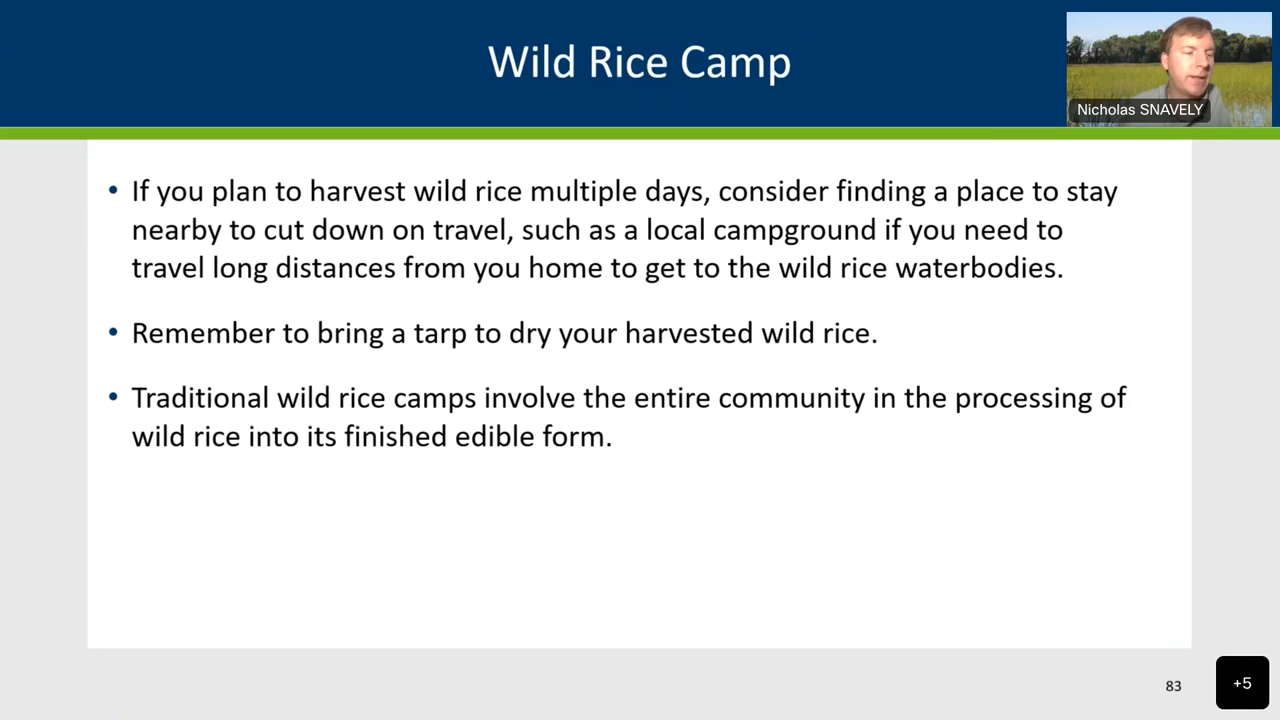 Wild Rice Camp
Nicholas SNAVELY
• If you plan to harvest wild rice multiple days, consider finding a place to stay
nearby to cut down on travel, such as a local campground if you need to
travel long distances from you home to get to the wild rice waterbodies.
• Remember to bring a tarp to dry your harvested wild rice.
• Traditional wild rice camps involve the entire community in the processing of
wild rice into its finished edible form.
83
+5